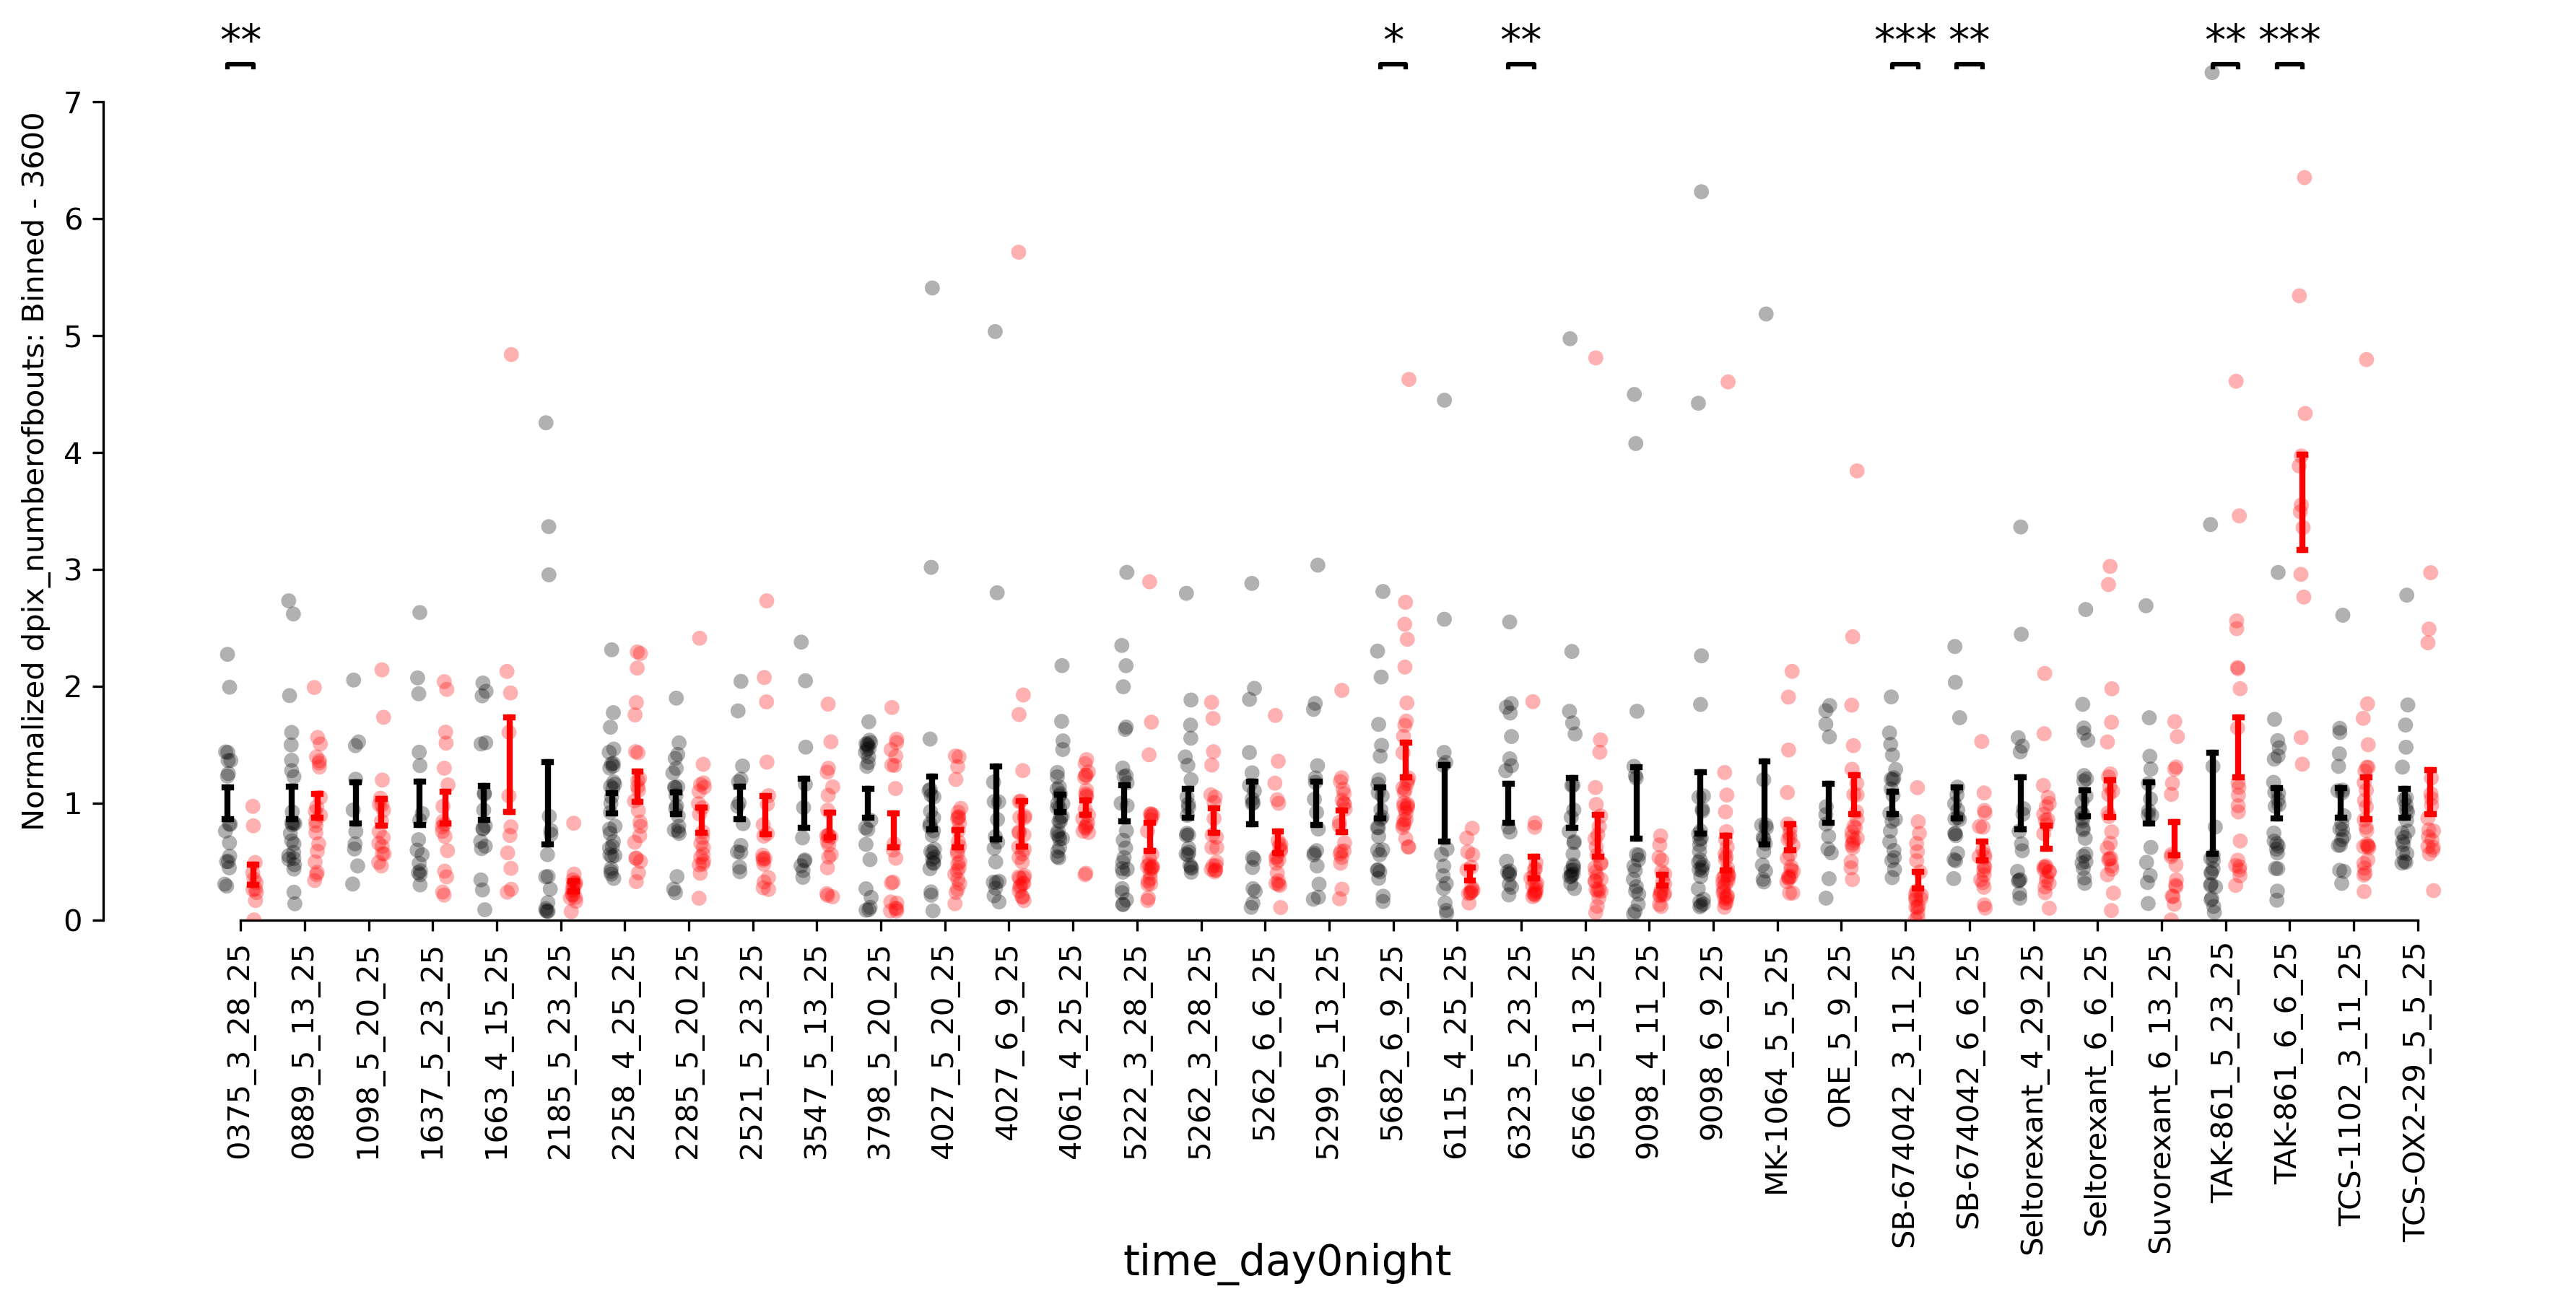 ** * ** *** ** ** ***
Normalized dpix_numberofbouts: Binned - 3600
7
6
5
4
3
2
1
0
0375_3_28_25
0889_5_13_25
1098_5_20_25
1637_5_23_25
1663_4_15_25
2185_5_23_25
2258_4_25_25
2285_5_20_25
2521_5_23_25
3547_5_13_25
3798_5_20_25
4027_5_20_25
4027_6_9_25
4061_4_25_25
5222_3_28_25
5262_3_28_25
5262_6_6_25
5299_5_13_25
5682_6_9_25
6115_4_25_25
6323_5_23_25
6566_5_13_25
9098_4_11_25
9098_6_9_25
MK-1064_5_5_25
ORE_5_9_25
SB-674042_3_11_25
SB-674042_6_6_25
Seltorexant_4_29_25
Seltorexant_6_6_25
Suvorexant_6_13_25
TAK-861_5_23_25
TAK-861_6_6_25
TCS-1102_3_11_25
TCS-OX2-29_5_5_25
time_day0night